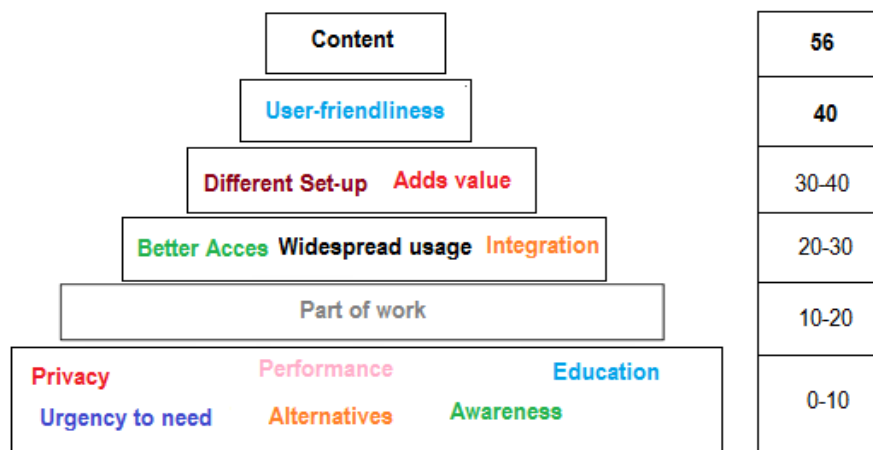 Content 56
User-friendliness 40
Different Set-up Adds value 30-40
Better Acces Widespread usage Integration 20-30
Part of work 10-20
Privacy Performance Education
Urgency to need Alternatives Awareness 0-10